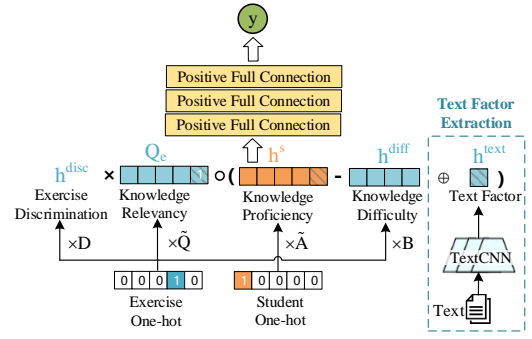 y
Positive Full Connection
Positive Full Connection
Positive Full Connection
Text Factor
Extraction
h^disc × Q_e 1 ∘ ( h^s - h^diff ⊕ h^text )
Exercise
Discrimination
Knowledge
Relevancy
Knowledge
Proficiency
Knowledge
Difficulty
Text Factor
×D
×Q̃
×Ã
×B
TextCNN
0 0 0 1 0
1 0 0 0 0
Exercise
One-hot
Student
One-hot
Text